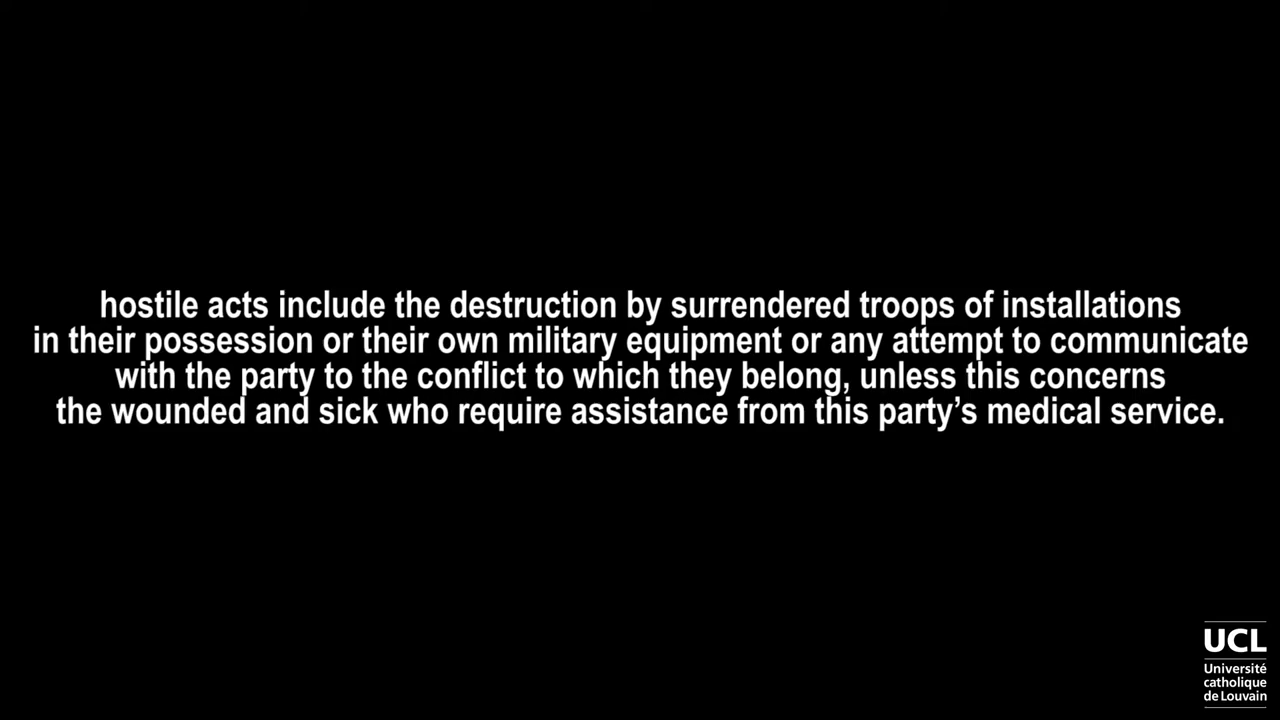 hostile acts include the destruction by surrendered troops of installations
in their possession or their own military equipment or any attempt to communicate
with the party to the conflict to which they belong, unless this concerns
the wounded and sick who require assistance from this party’s medical service.
UCL
Université
catholique
de Louvain